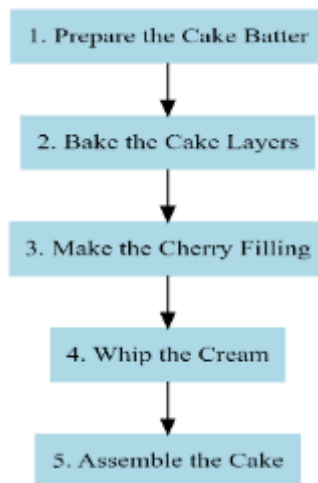 1. Prepare the Cake Batter
2. Bake the Cake Layers
3. Make the Cherry Filling
4. Whip the Cream
5. Assemble the Cake